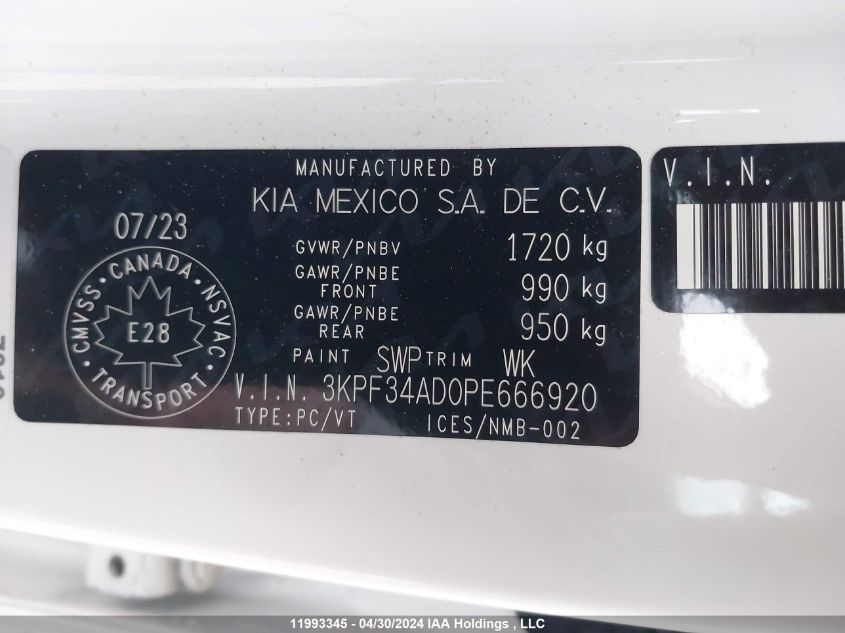 MANUFACTURED BY
KIA MEXICO S.A. DE C.V.
07/23
GVWR/PNBV 1720 kg
GAWR/PNBE FRONT 990 kg
GAWR/PNBE REAR 950 kg
PAINT SWP TRIM WK
V.I.N. 3KPF34AD0PE666920
TYPE:PC/VT ICES/NMB-002
CANADA
CMVSS · NSVAC
E28
TRANSPORT
V.I.N.
11993345 - 04/30/2024 IAA Holdings , LLC